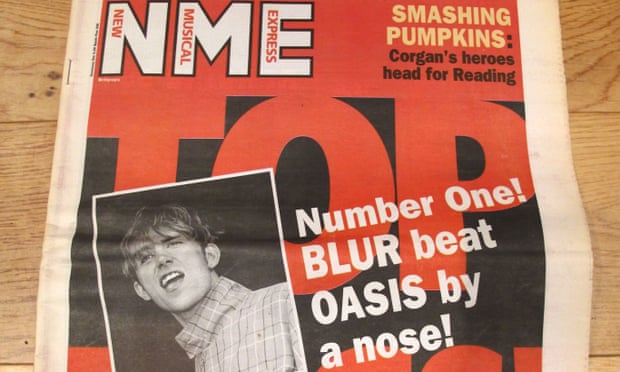 NEW
MUSICAL
EXPRESS
NME
SMASHING
PUMPKINS:
Corgan's heroes
head for Reading
TOP
Number One!
BLUR beat
OASIS by
a nose!